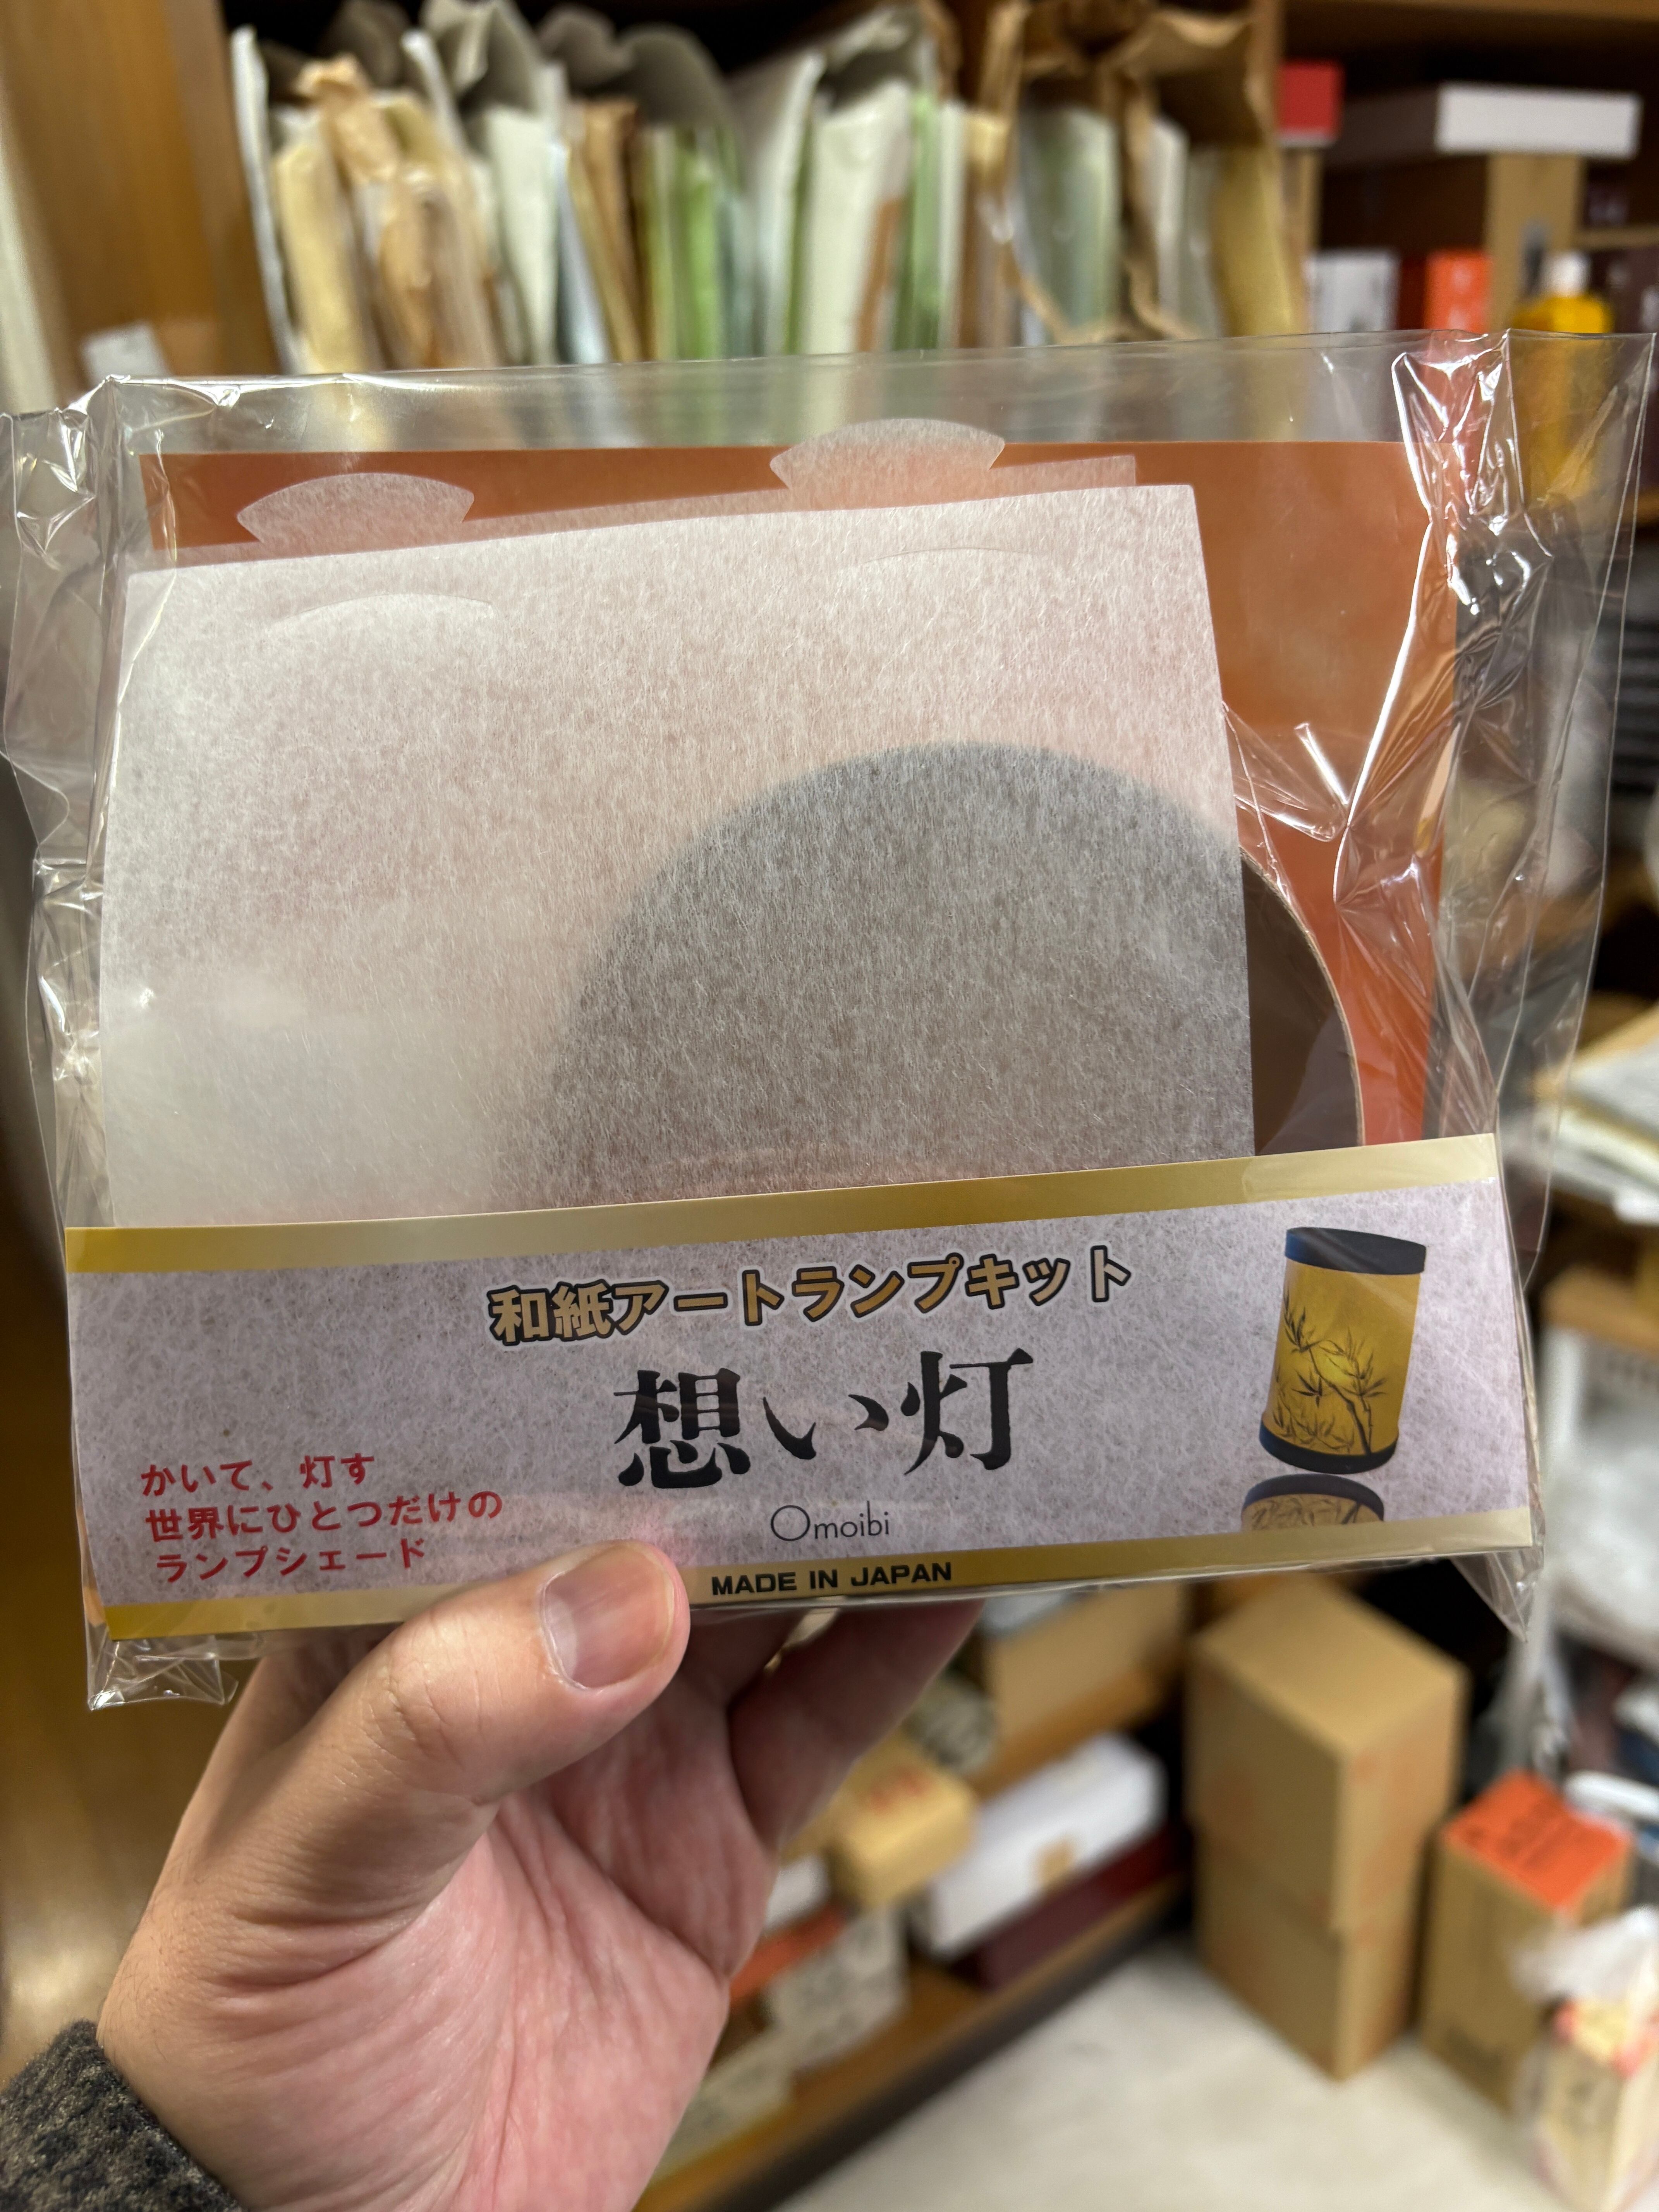 和紙アートランプキット
想い灯
Omoibi
かいて、灯す
世界にひとつだけの
ランプシェード
MADE IN JAPAN